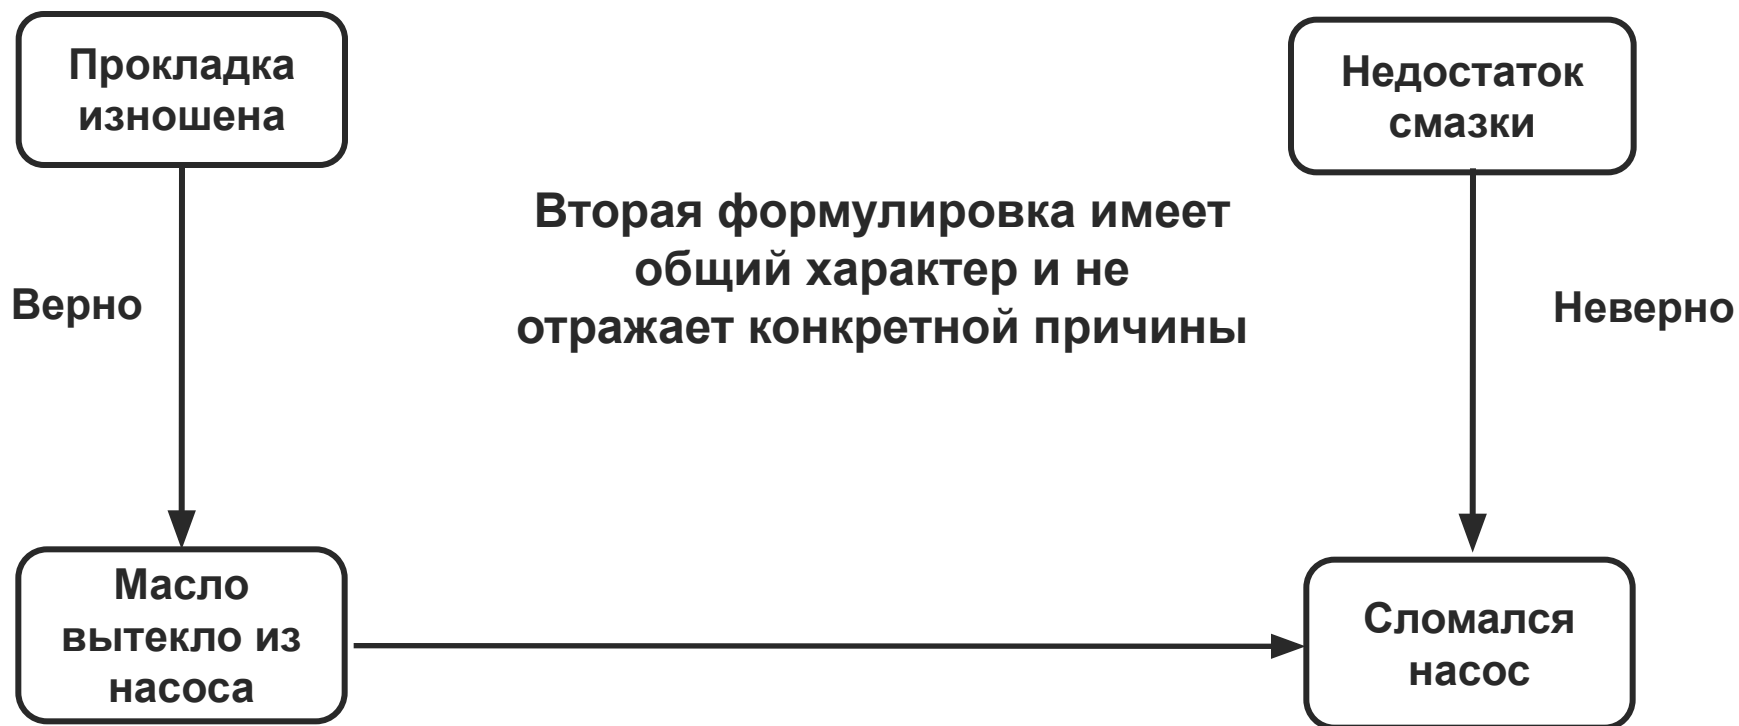 Прокладка
изношена
Недостаток
смазки
Вторая формулировка имеет
общий характер и не
отражает конкретной причины
Верно
Неверно
Масло
вытекло из
насоса
Сломался
насос